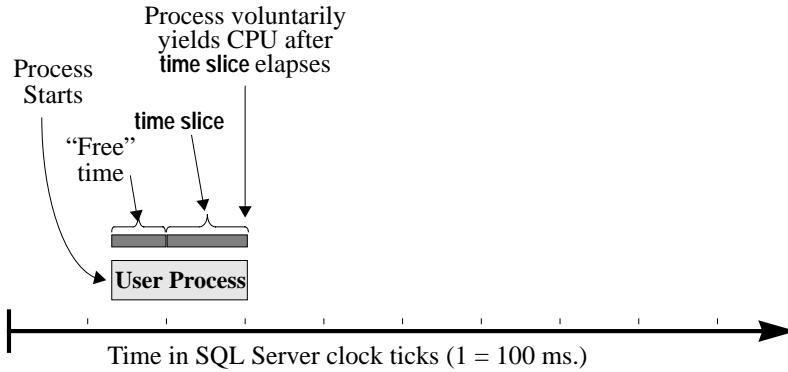 Process voluntarily
yields CPU after
time slice elapses
Process
Starts
time slice
“Free”
time
User Process
Time in SQL Server clock ticks (1 = 100 ms.)